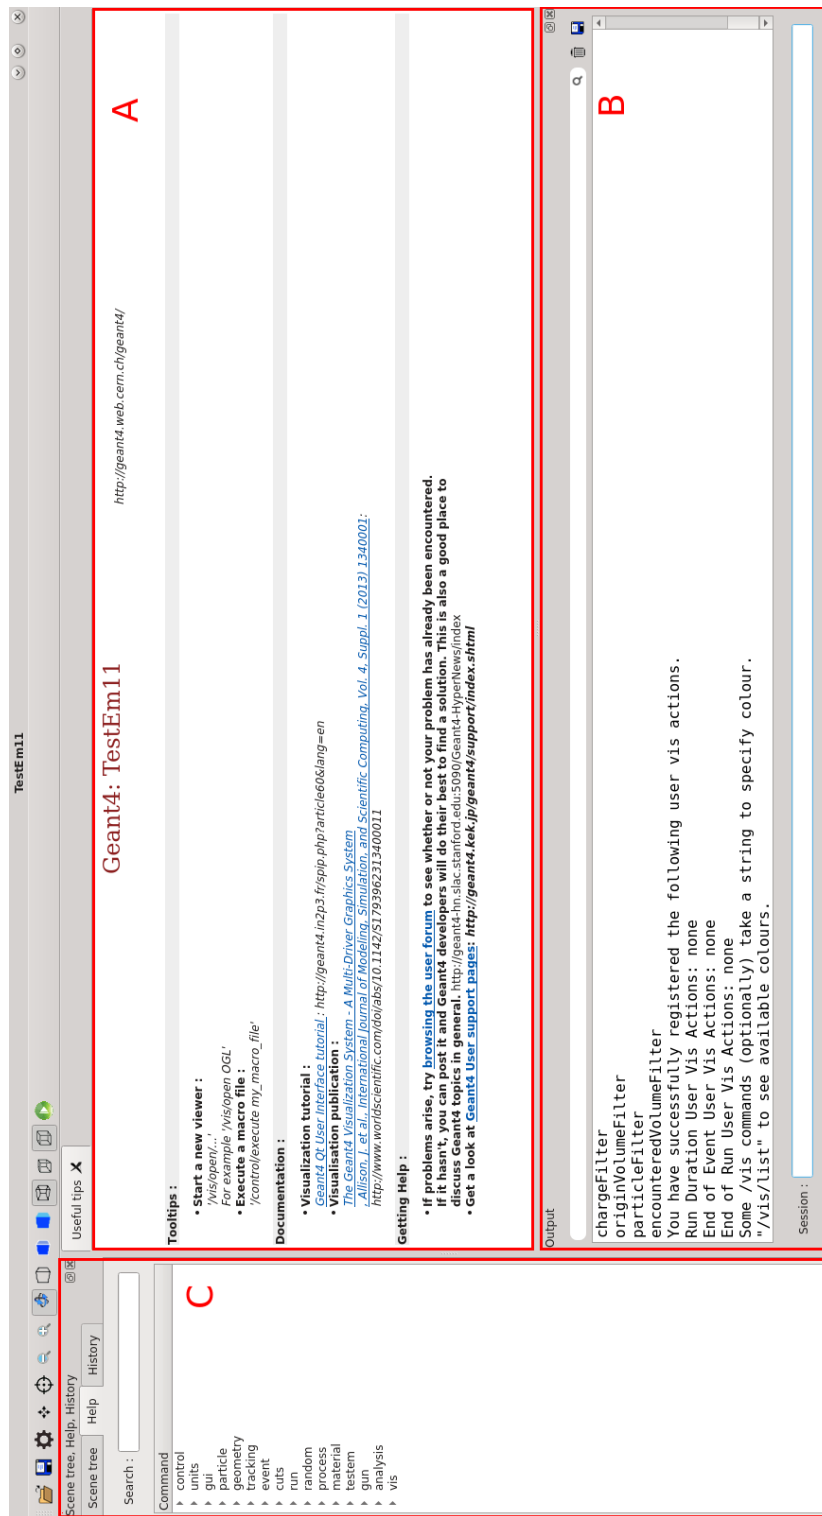 TestEm11
Scene tree, Help, History
Scene tree
Help
History
Search :
Command
control
units
gui
particle
geometry
tracking
event
cuts
run
random
process
material
testem
gun
analysis
vis
C
Useful tips
A
Geant4: TestEm11
http://geant4.web.cern.ch/geant4/
Tooltips :
• Start a new viewer :
'/vis/open/...'
For example '/vis/open OGL'
• Execute a macro file :
'/control/execute my_macro_file'
Documentation :
• Visualization tutorial :
Geant4 Qt User Interface tutorial : http://geant4.in2p3.fr/spip.php?article60&lang=en
• Visualisation publication :
The Geant4 Visualization System - A Multi-Driver Graphics System
, Allison, J. et al., International Journal of Modeling, Simulation, and Scientific Computing, Vol. 4, Suppl. 1 (2013) 1340001:
http://www.worldscientific.com/doi/abs/10.1142/S1793962313400011
Getting Help :
• If problems arise, try browsing the user forum to see whether or not your problem has already been encountered.
If it hasn't, you can post it and Geant4 developers will do their best to find a solution. This is also a good place to
discuss Geant4 topics in general. http://geant4-hn.slac.stanford.edu:5090/Geant4-HyperNews/index
• Get a look at Geant4 User support pages: http://geant4.kek.jp/geant4/support/index.shtml
Output
B
chargeFilter
originVolumeFilter
particleFilter
encounteredVolumeFilter
You have successfully registered the following user vis actions.
Run Duration User Vis Actions: none
End of Event User Vis Actions: none
End of Run User Vis Actions: none
Some /vis commands (optionally) take a string to specify colour.
"/vis/list" to see available colours.
Session :